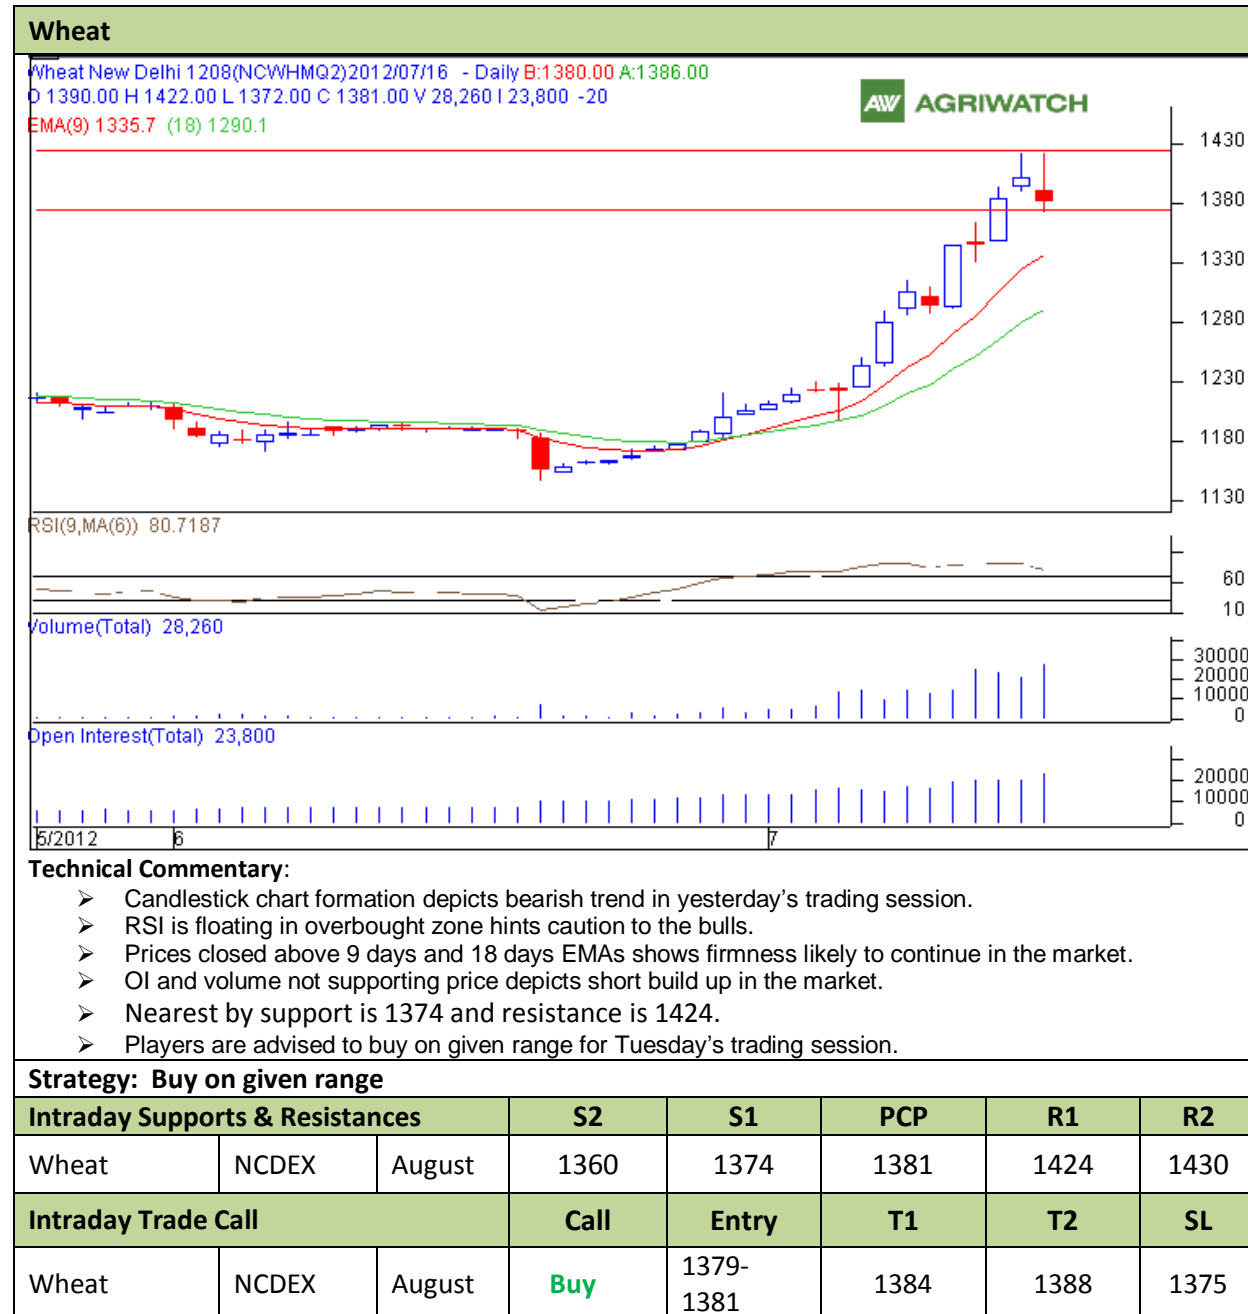 Wheat
Wheat New Delhi 1208(NCWHMQ2)2012/07/16 - Daily B:1380.00 A:1386.00
O 1390.00 H 1422.00 L 1372.00 C 1381.00 V 28,260 I 23,800 -20
EMA(9) 1335.7 (18) 1290.1
AW AGRIWATCH
1430
1380
1330
1280
1230
1180
1130
RSI(9,MA(6)) 80.7187
60
10
Volume(Total) 28,260
30000
20000
10000
0
Open Interest(Total) 23,800
20000
10000
0
5/2012 6 7
Technical Commentary:
➢ Candlestick chart formation depicts bearish trend in yesterday's trading session.
➢ RSI is floating in overbought zone hints caution to the bulls.
➢ Prices closed above 9 days and 18 days EMAs shows firmness likely to continue in the market.
➢ OI and volume not supporting price depicts short build up in the market.
➢ Nearest by support is 1374 and resistance is 1424.
➢ Players are advised to buy on given range for Tuesday's trading session.
Strategy: Buy on given range
Intraday Supports & Resistances S2 S1 PCP R1 R2
Wheat NCDEX August 1360 1374 1381 1424 1430
Intraday Trade Call Call Entry T1 T2 SL
Wheat NCDEX August Buy 1379-
1381 1384 1388 1375